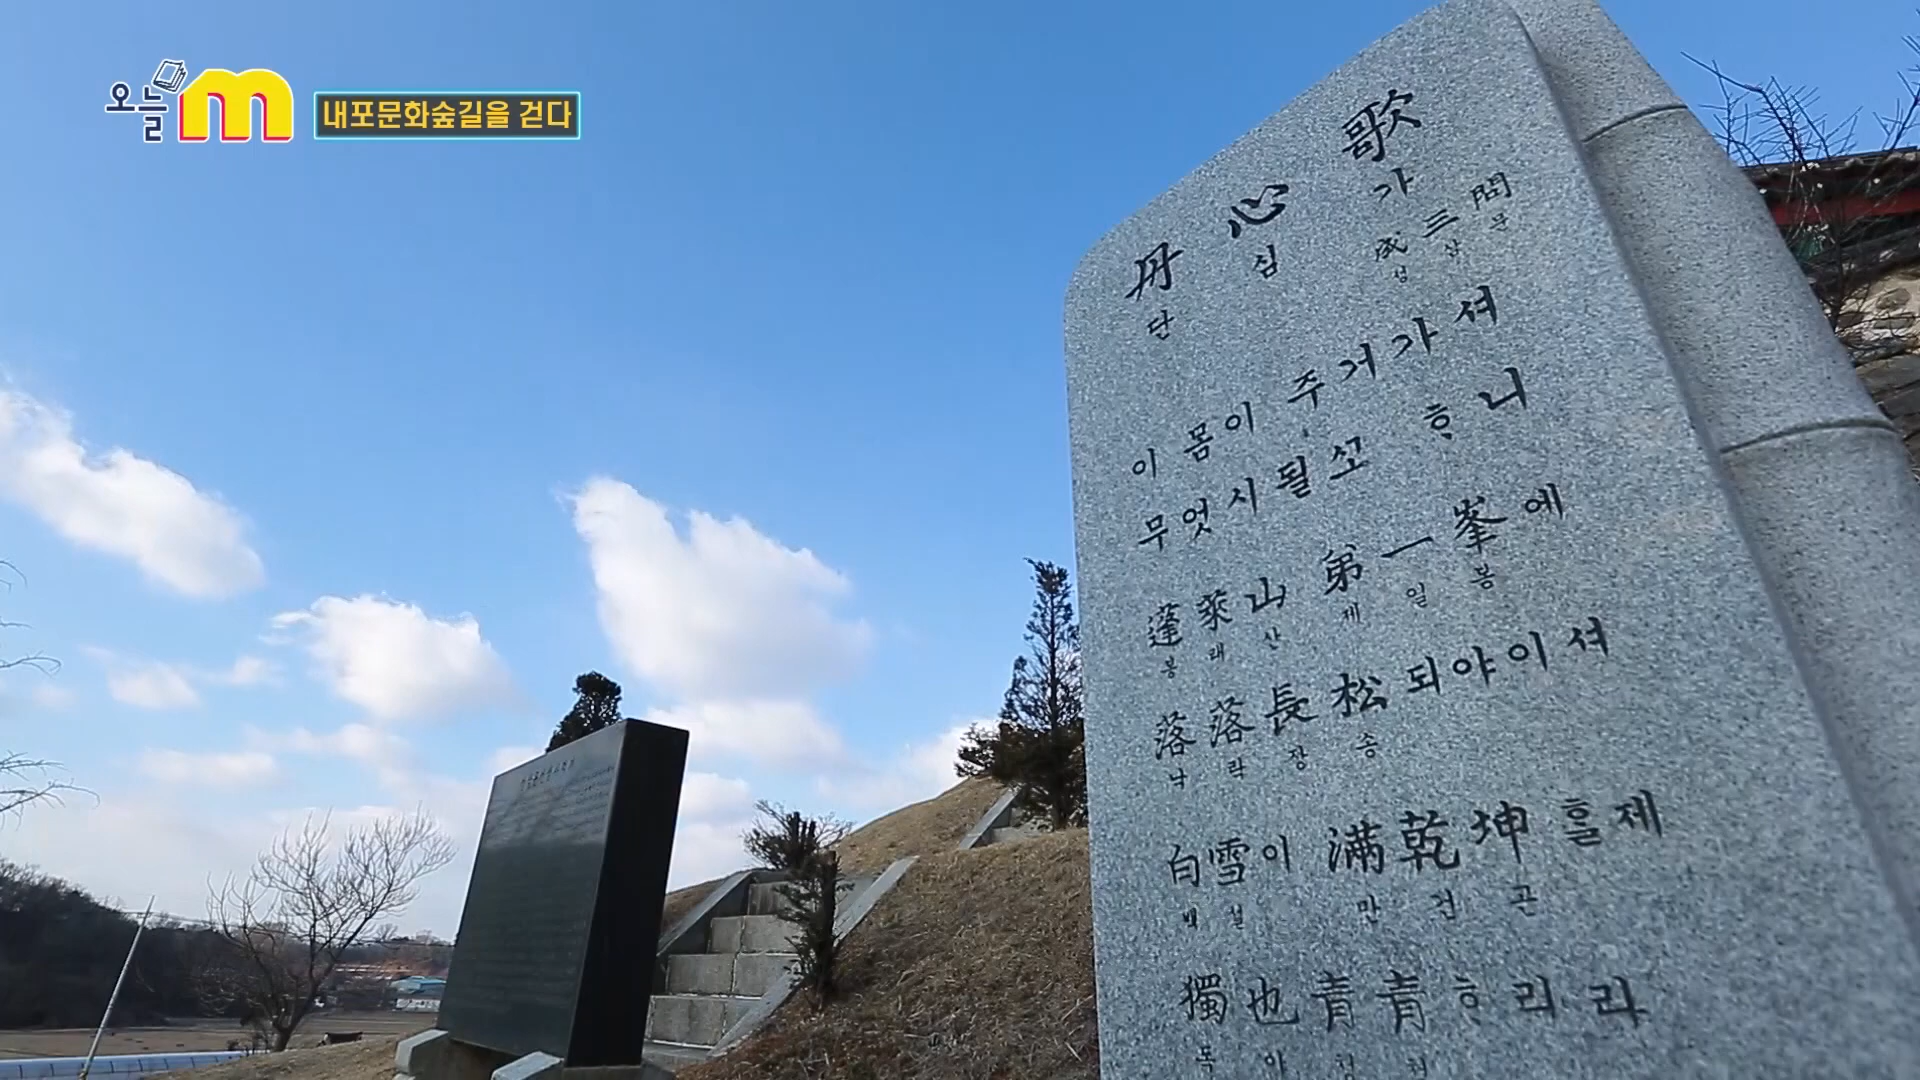 오늘 m
내포문화숲길을 걷다
丹心歌
단심가
成三問
성삼문
이 몸이 주거가셔
무엇시 될꼬 ᄒᆞ니
蓬萊山 第一峯에
봉래산 제일봉
落落長松 되야이셔
낙락장송
白雪이 滿乾坤ᄒᆞᆯ제
백설 만건곤
獨也靑靑ᄒᆞ리라
독야청청